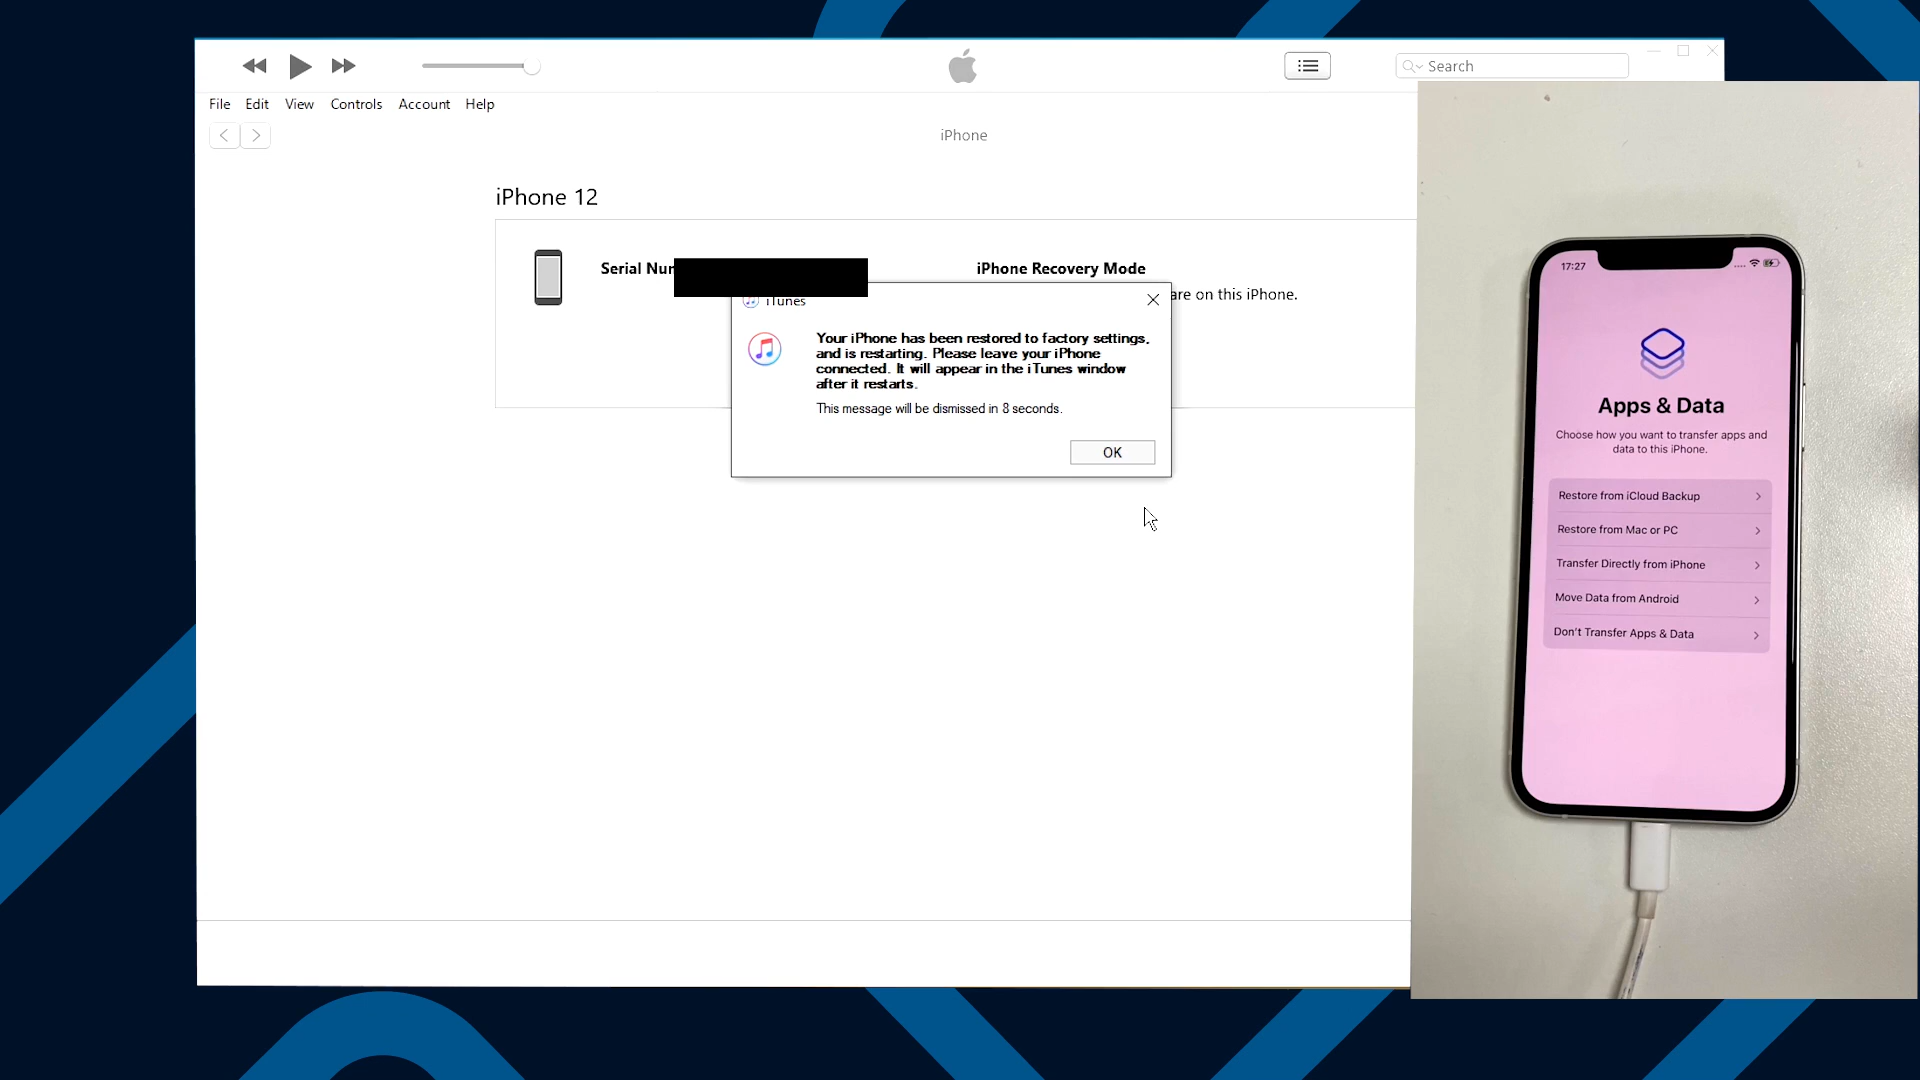 Search
File Edit View Controls Account Help
iPhone
iPhone 12
Serial
iPhone Recovery Mode
are on this iPhone.
iTunes
Your iPhone has been restored to factory settings,
and is restarting. Please leave your iPhone
connected. It will appear in the iTunes window
after it restarts.
This message will be dismissed in 8 seconds.
OK
17:27
Apps & Data
Choose how you want to transfer apps and
data to this iPhone.
Restore from iCloud Backup
Restore from Mac or PC
Transfer Directly from iPhone
Move Data from Android
Don't Transfer Apps & Data